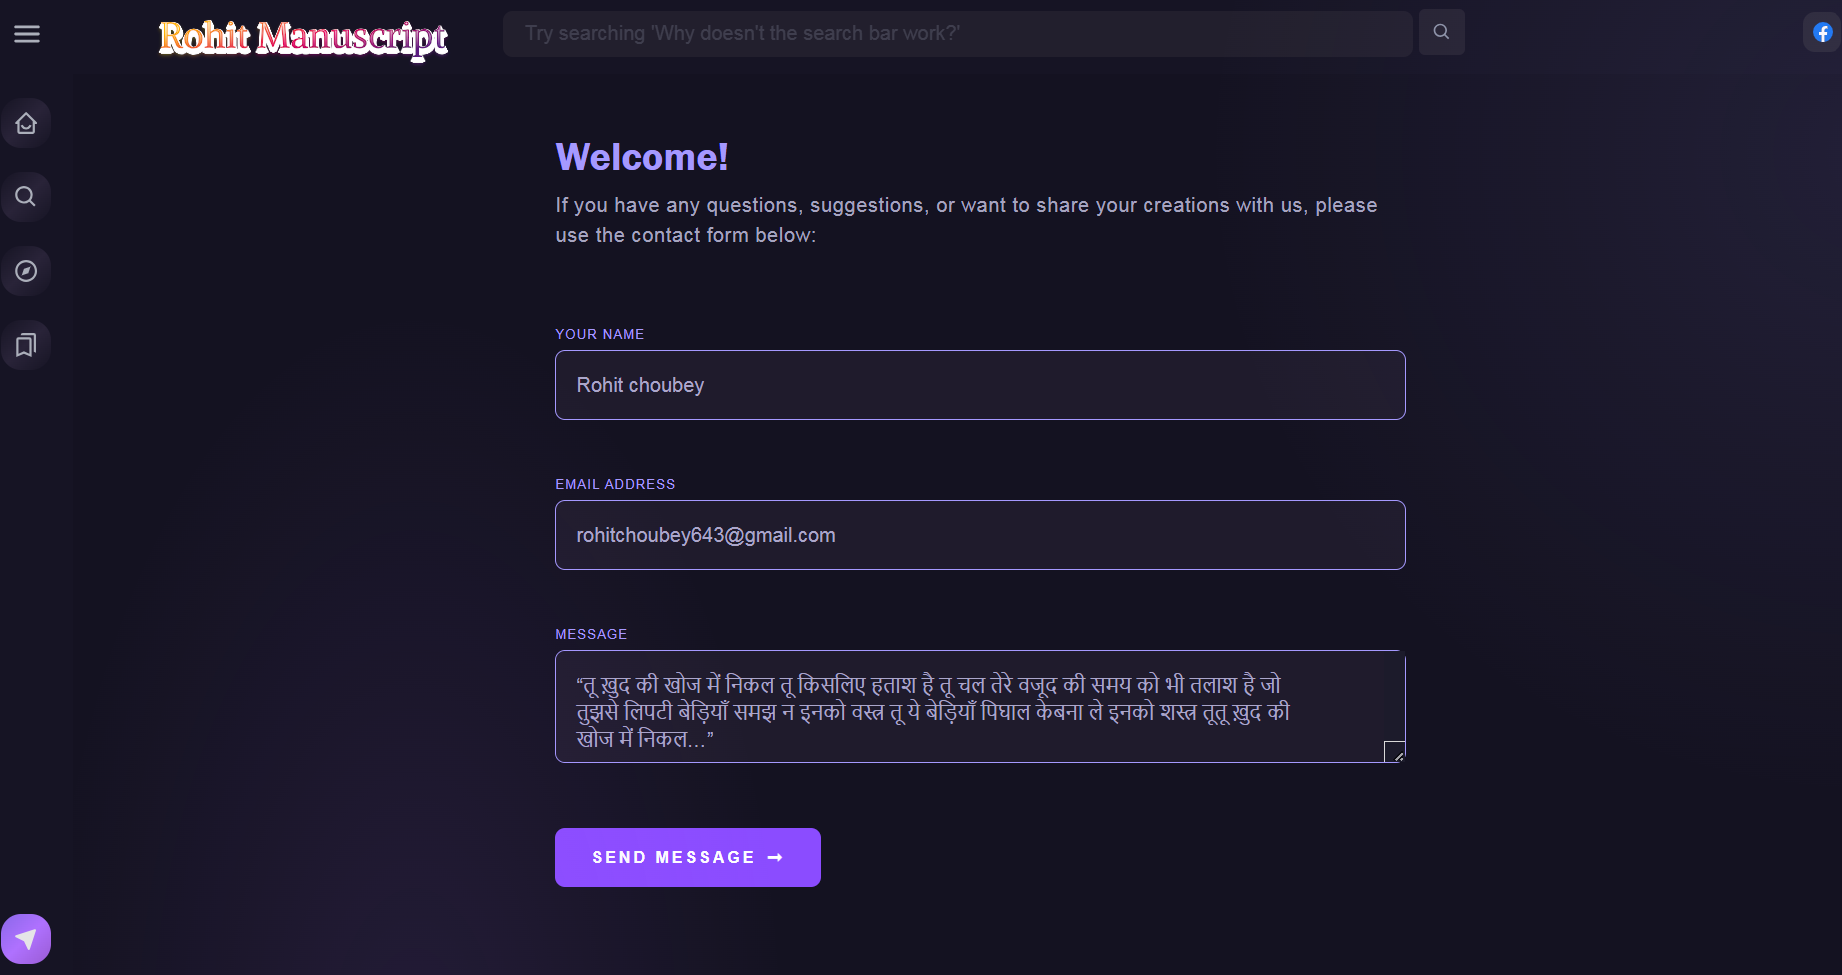 Rohit Manuscript
Try searching 'Why doesn't the search bar work?'
Welcome!
If you have any questions, suggestions, or want to share your creations with us, please
use the contact form below:
YOUR NAME
Rohit choubey
EMAIL ADDRESS
rohitchoubey643@gmail.com
MESSAGE
“तू ख़ुद की खोज में निकल तू किसलिए हताश है तू चल तेरे वजूद की समय को भी तलाश है जो
तुझसे लिपटी बेड़ियाँ समझ न इनको वस्त्र तू ये बेड़ियाँ पिघाल केबना ले इनको शस्त्र तूतू ख़ुद की
खोज में निकल...”
SEND MESSAGE →